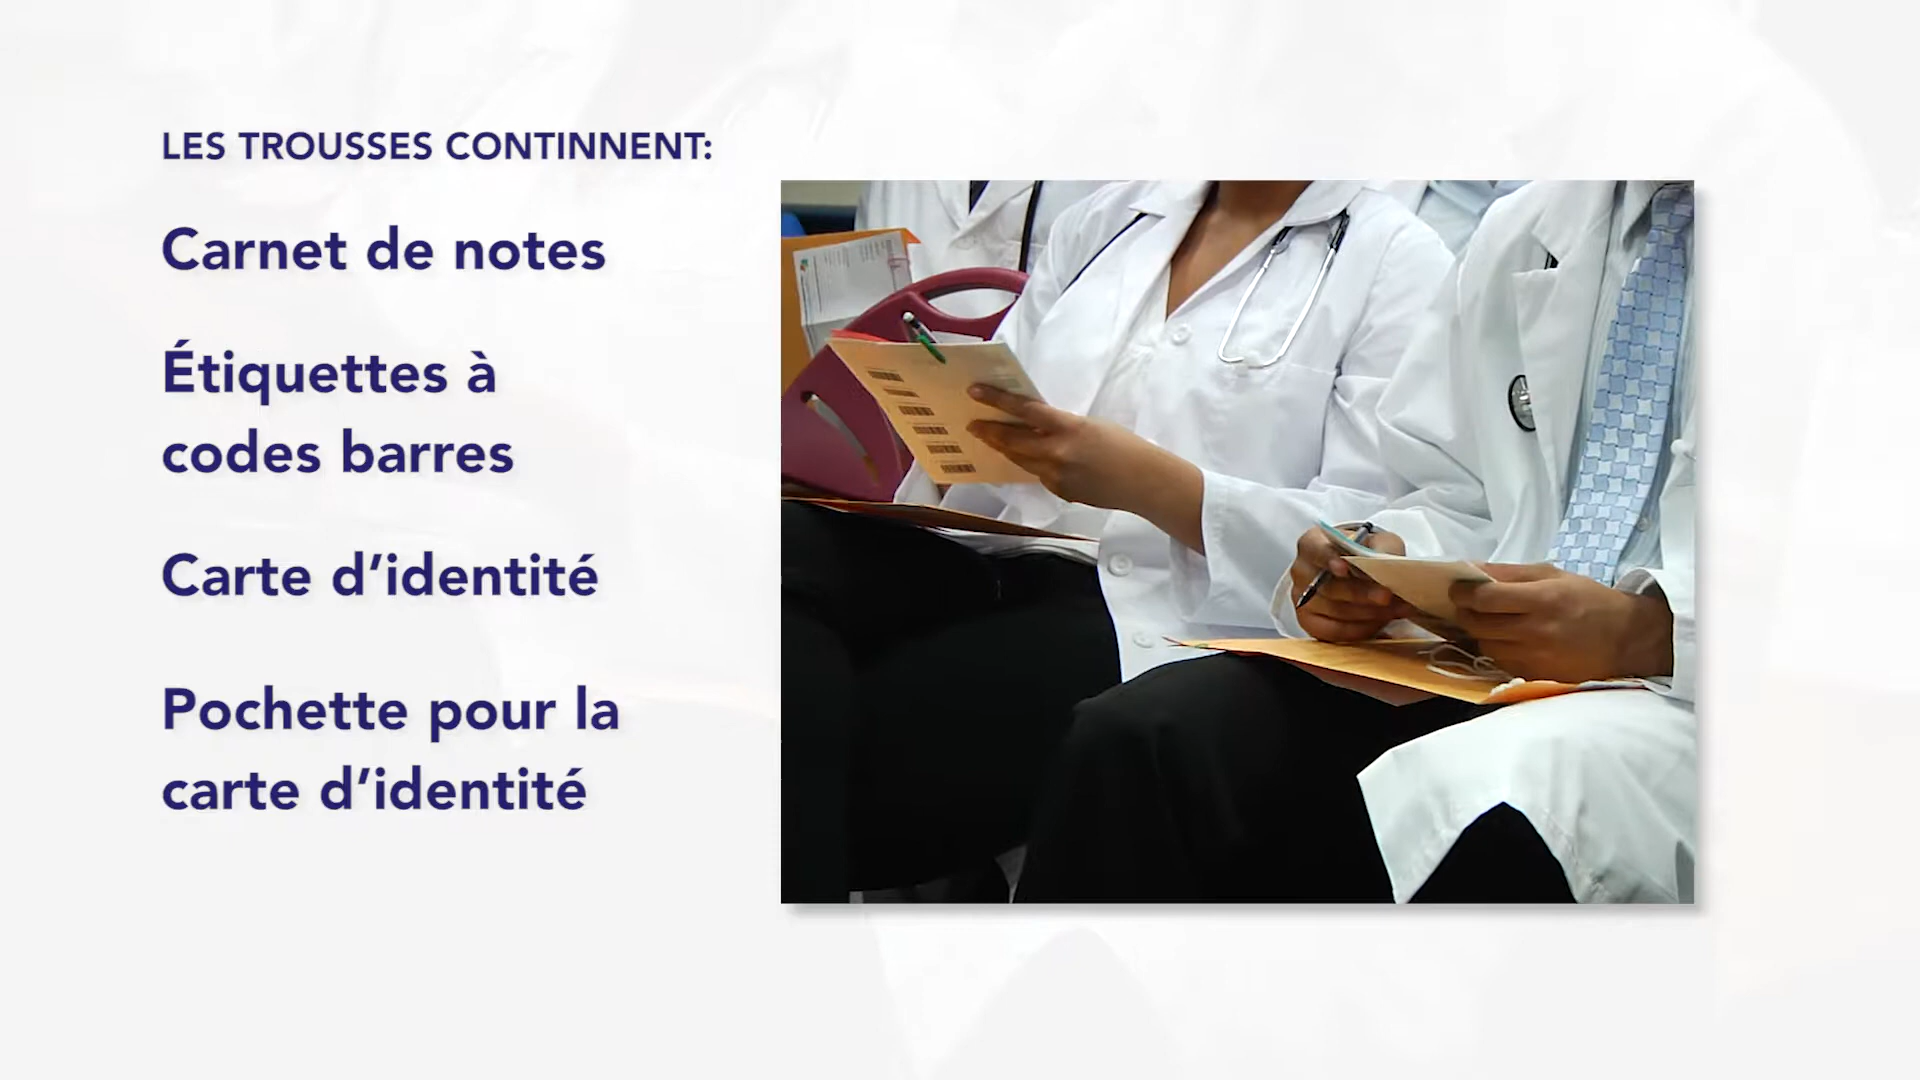 LES TROUSSES CONTINNENT:
Carnet de notes
Étiquettes à
codes barres
Carte d’identité
Pochette pour la
carte d’identité